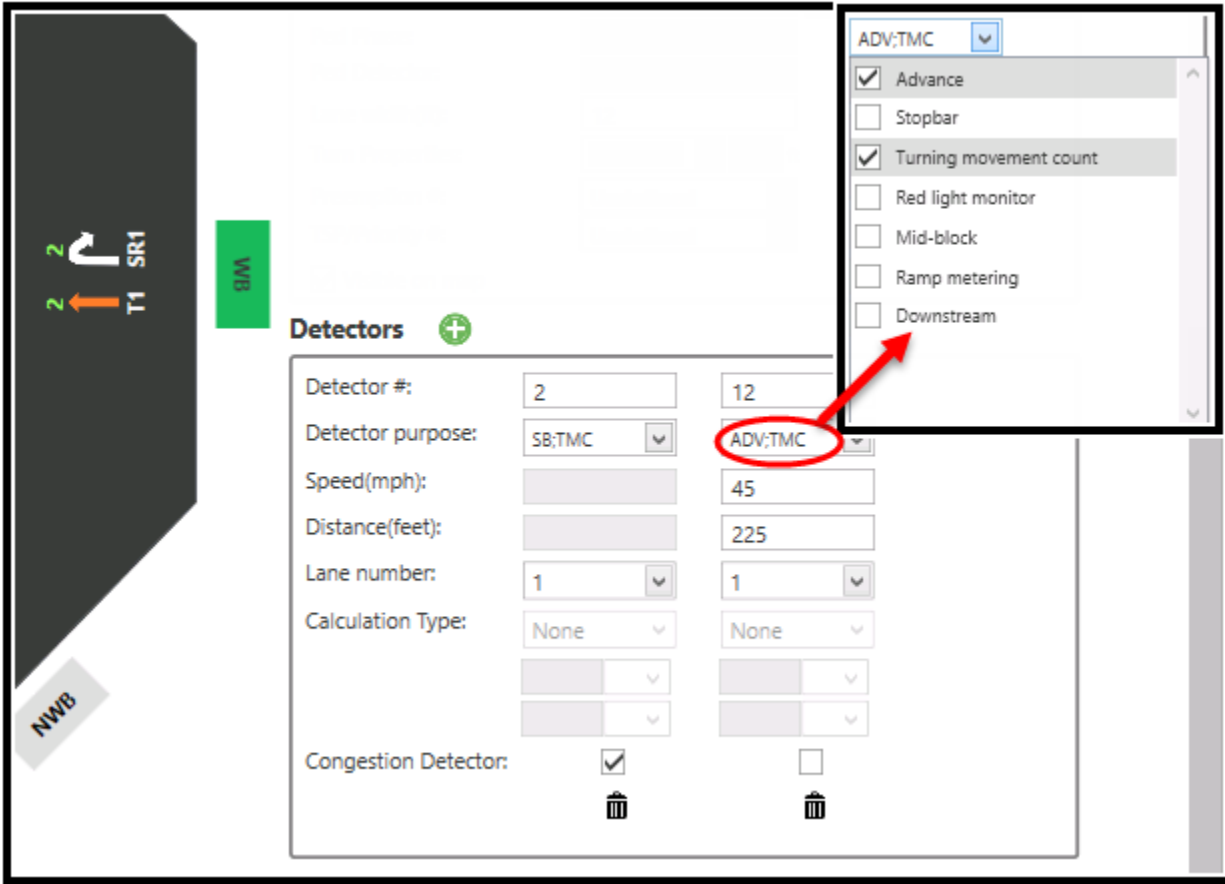 ADV;TMC
Advance
Stopbar
Turning movement count
Red light monitor
Mid-block
Ramp metering
Downstream
2 SR1
2 T1
WB
NWB
Detectors
Detector #: 2 12
Detector purpose: SB;TMC ADV;TMC
Speed(mph): 45
Distance(feet): 225
Lane number: 1 1
Calculation Type: None None
Congestion Detector: